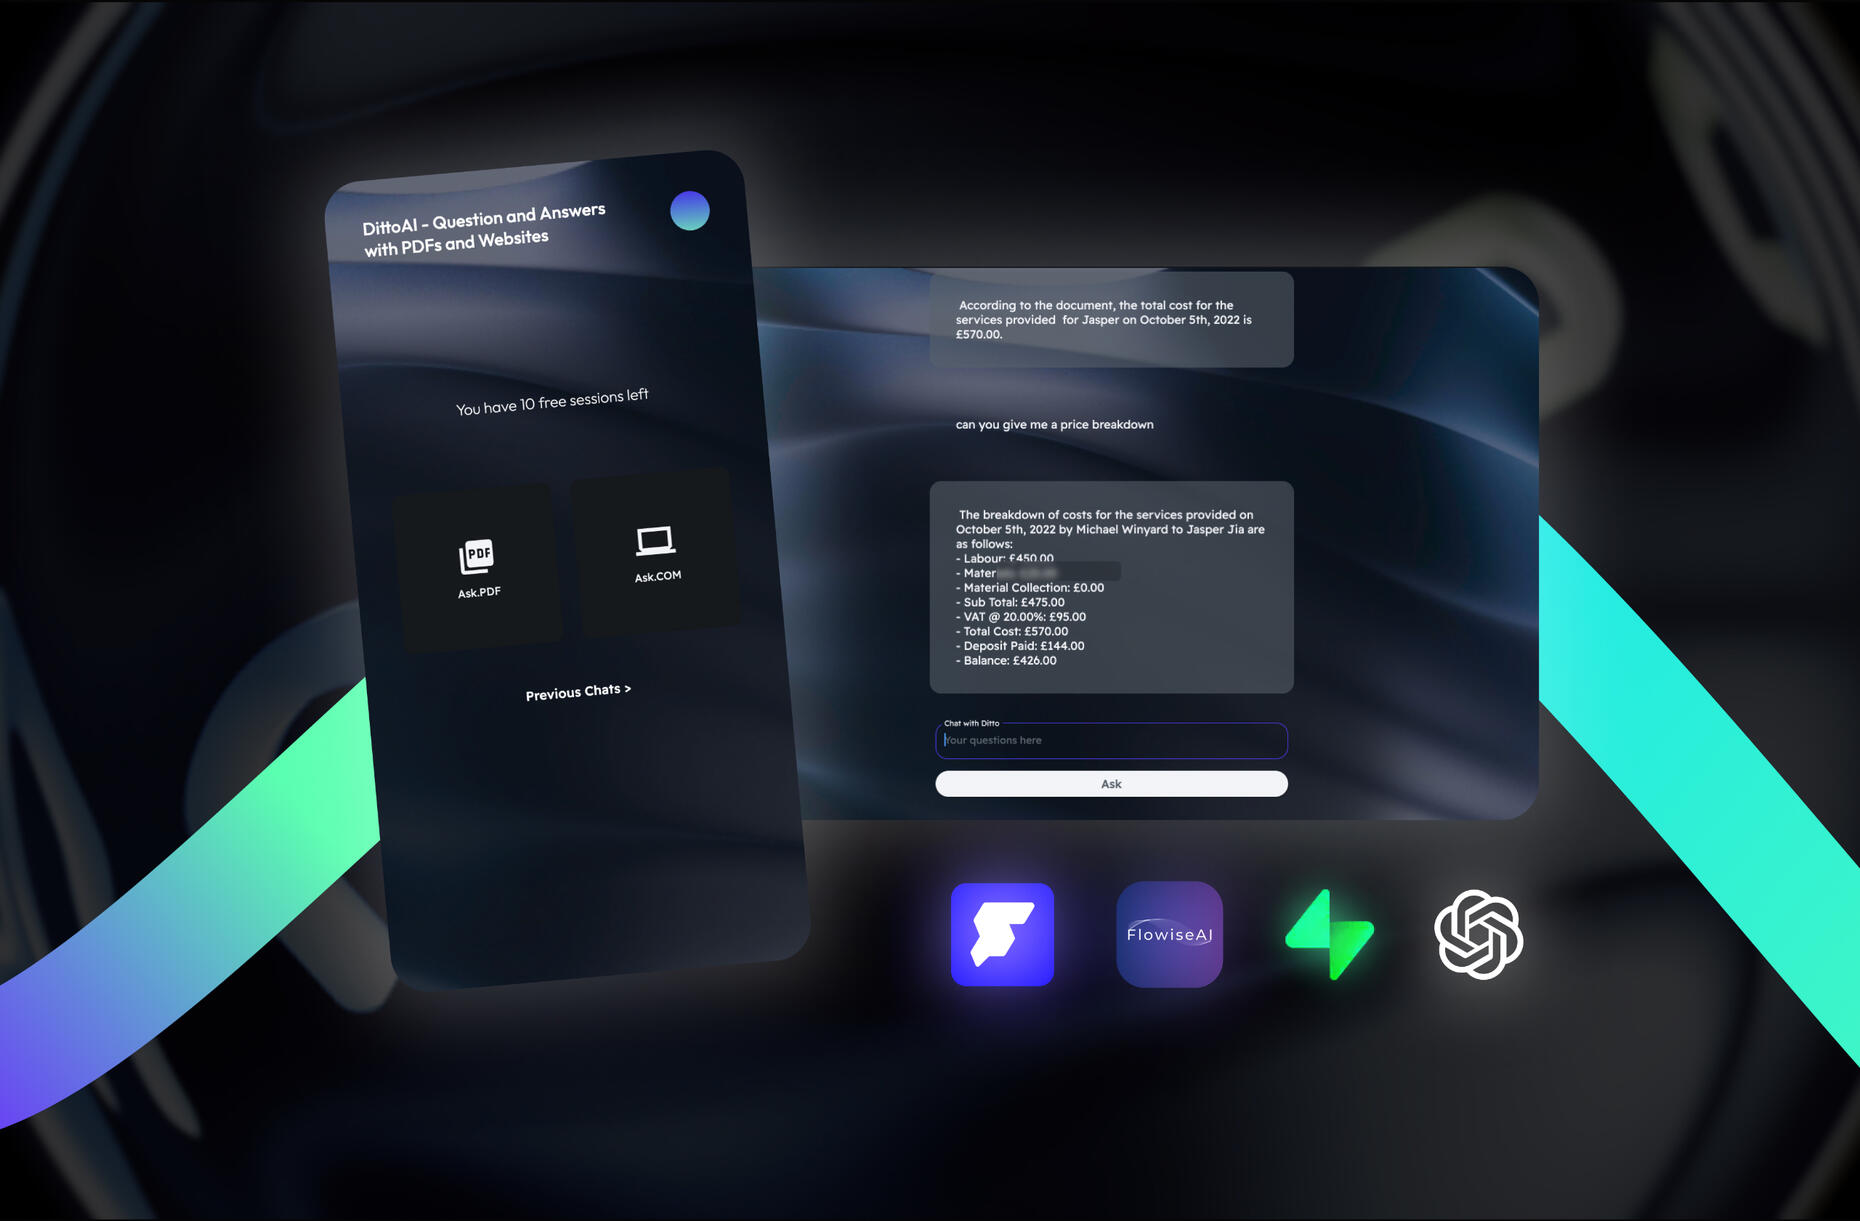 DittoAI - Question and Answers
with PDFs and Websites
You have 10 free sessions left
PDF
Ask.PDF
Ask.COM
Previous Chats >
According to the document, the total cost for the
services provided for Jasper on October 5th, 2022 is
£570.00.
can you give me a price breakdown
The breakdown of costs for the services provided on
October 5th, 2022 by Michael Winyard to Jasper Jia are
as follows:
- Labour: £450.00
-
- Material Collection: £0.00
- Sub Total: £475.00
- VAT @ 20.00%: £95.00
- Total Cost: £570.00
- Deposit Paid: £144.00
- Balance: £426.00
Chat with Ditto
Your questions here
Ask
FlowiseAI